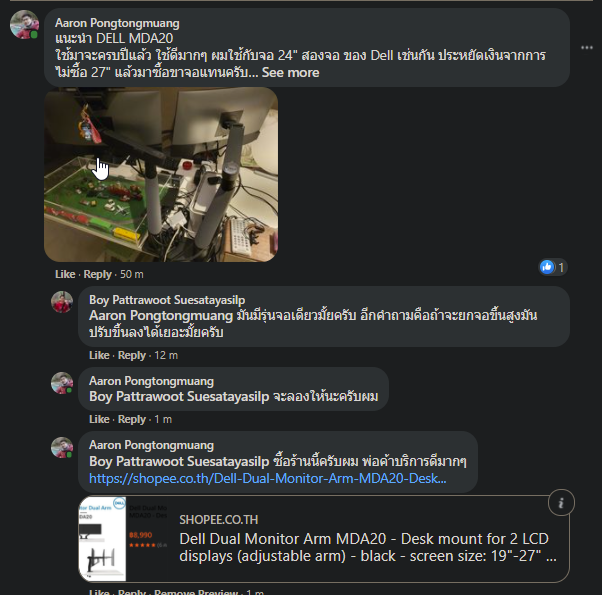 Aaron Pongtongmuang
แนะนำ DELL MDA20
ใช้มาจะครบปีแล้ว ใช้ดีมากๆ ผมใช้กับจอ 24" สองจอ ของ Dell เช่นกัน ประหยัดเงินจากการ
ไม่ซื้อ 27" แล้วมาซื้อขาจอแทนครับ... See more
Like · Reply · 50 m
1
Boy Pattrawoot Suesatayasilp
Aaron Pongtongmuang มันมีรุ่นจอเดียวมั้ยครับ อีกคำถามคือถ้าจะยกจอขึ้นสูงมัน
ปรับขึ้นลงได้เยอะมั้ยครับ
Like · Reply · 12 m
Aaron Pongtongmuang
Boy Pattrawoot Suesatayasilp จะลองให้นะครับผม
Like · Reply · 1 m
Aaron Pongtongmuang
Boy Pattrawoot Suesatayasilp ซื้อร้านนี้ครับผม พ่อค้าบริการดีมากๆ
https://shopee.co.th/Dell-Dual-Monitor-Arm-MDA20-Desk...
DELL
฿8,990
SHOPEE.CO.TH
Dell Dual Monitor Arm MDA20 - Desk mount for 2 LCD
displays (adjustable arm) - black - screen size: 19"-27" ...
Like · Reply · Remove Preview · 1 m